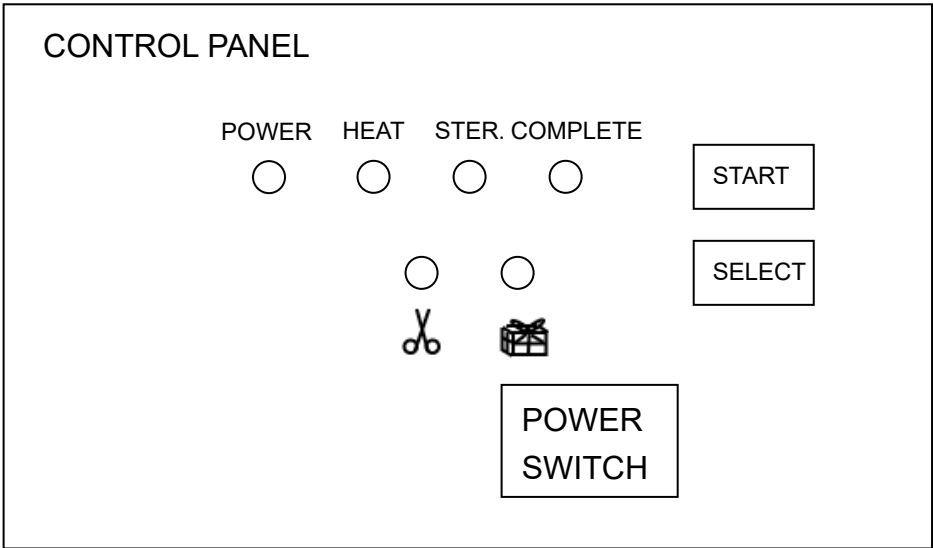 CONTROL PANEL
POWER HEAT STER. COMPLETE
START
SELECT
POWER
SWITCH